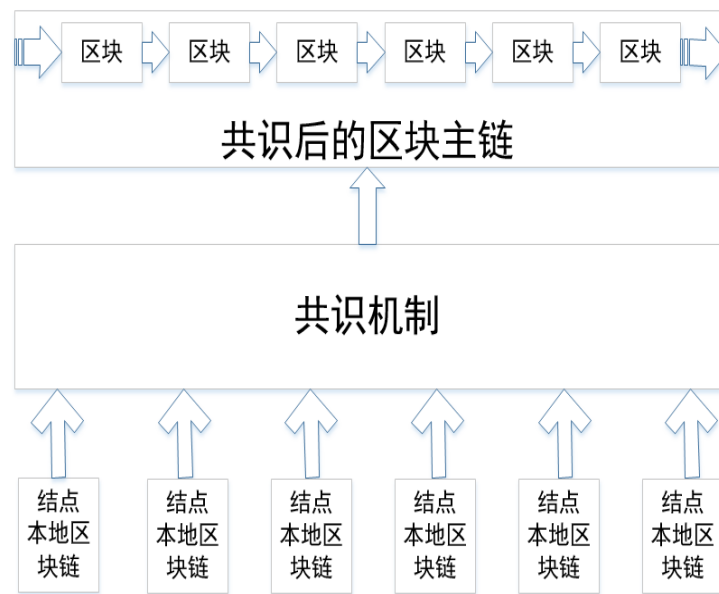 区块 区块 区块 区块 区块 区块
共识后的区块主链
共识机制
结点 结点 结点 结点 结点 结点
本地区 本地区 本地区 本地区 本地区 本地区
块链 块链 块链 块链 块链 块链